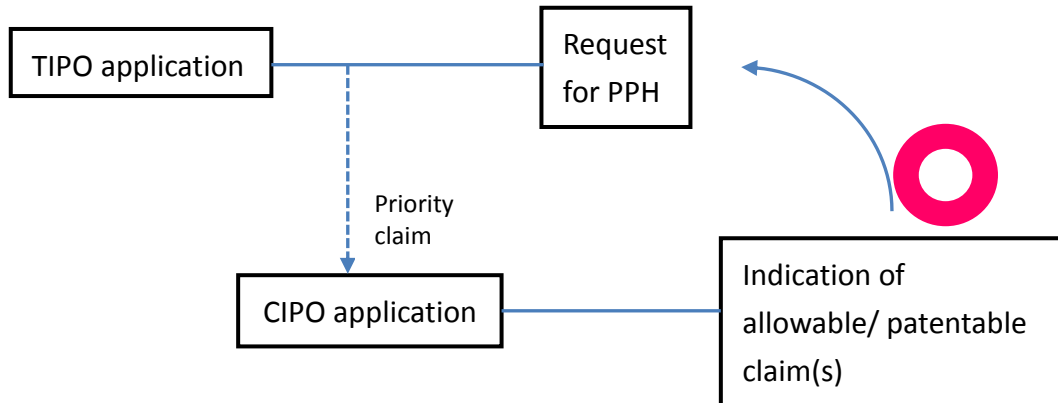 TIPO application
Request
for PPH
Priority
claim
CIPO application
Indication of
allowable/ patentable
claim(s)